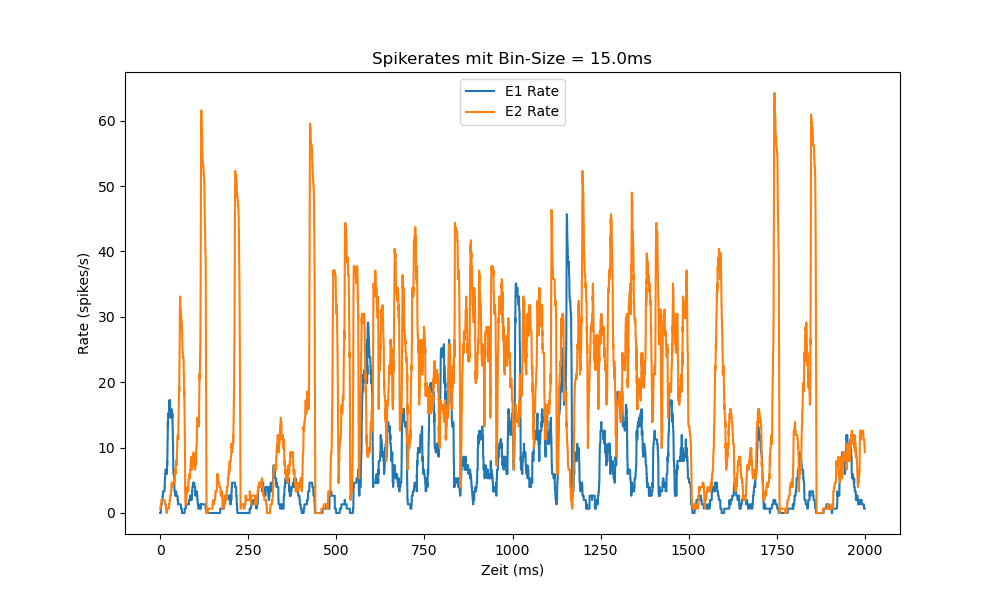 Spikerates mit Bin-Size = 15.0ms
E1 Rate
E2 Rate
Rate (spikes/s)
60
50
40
30
20
10
0
0 250 500 750 1000 1250 1500 1750 2000
Zeit (ms)